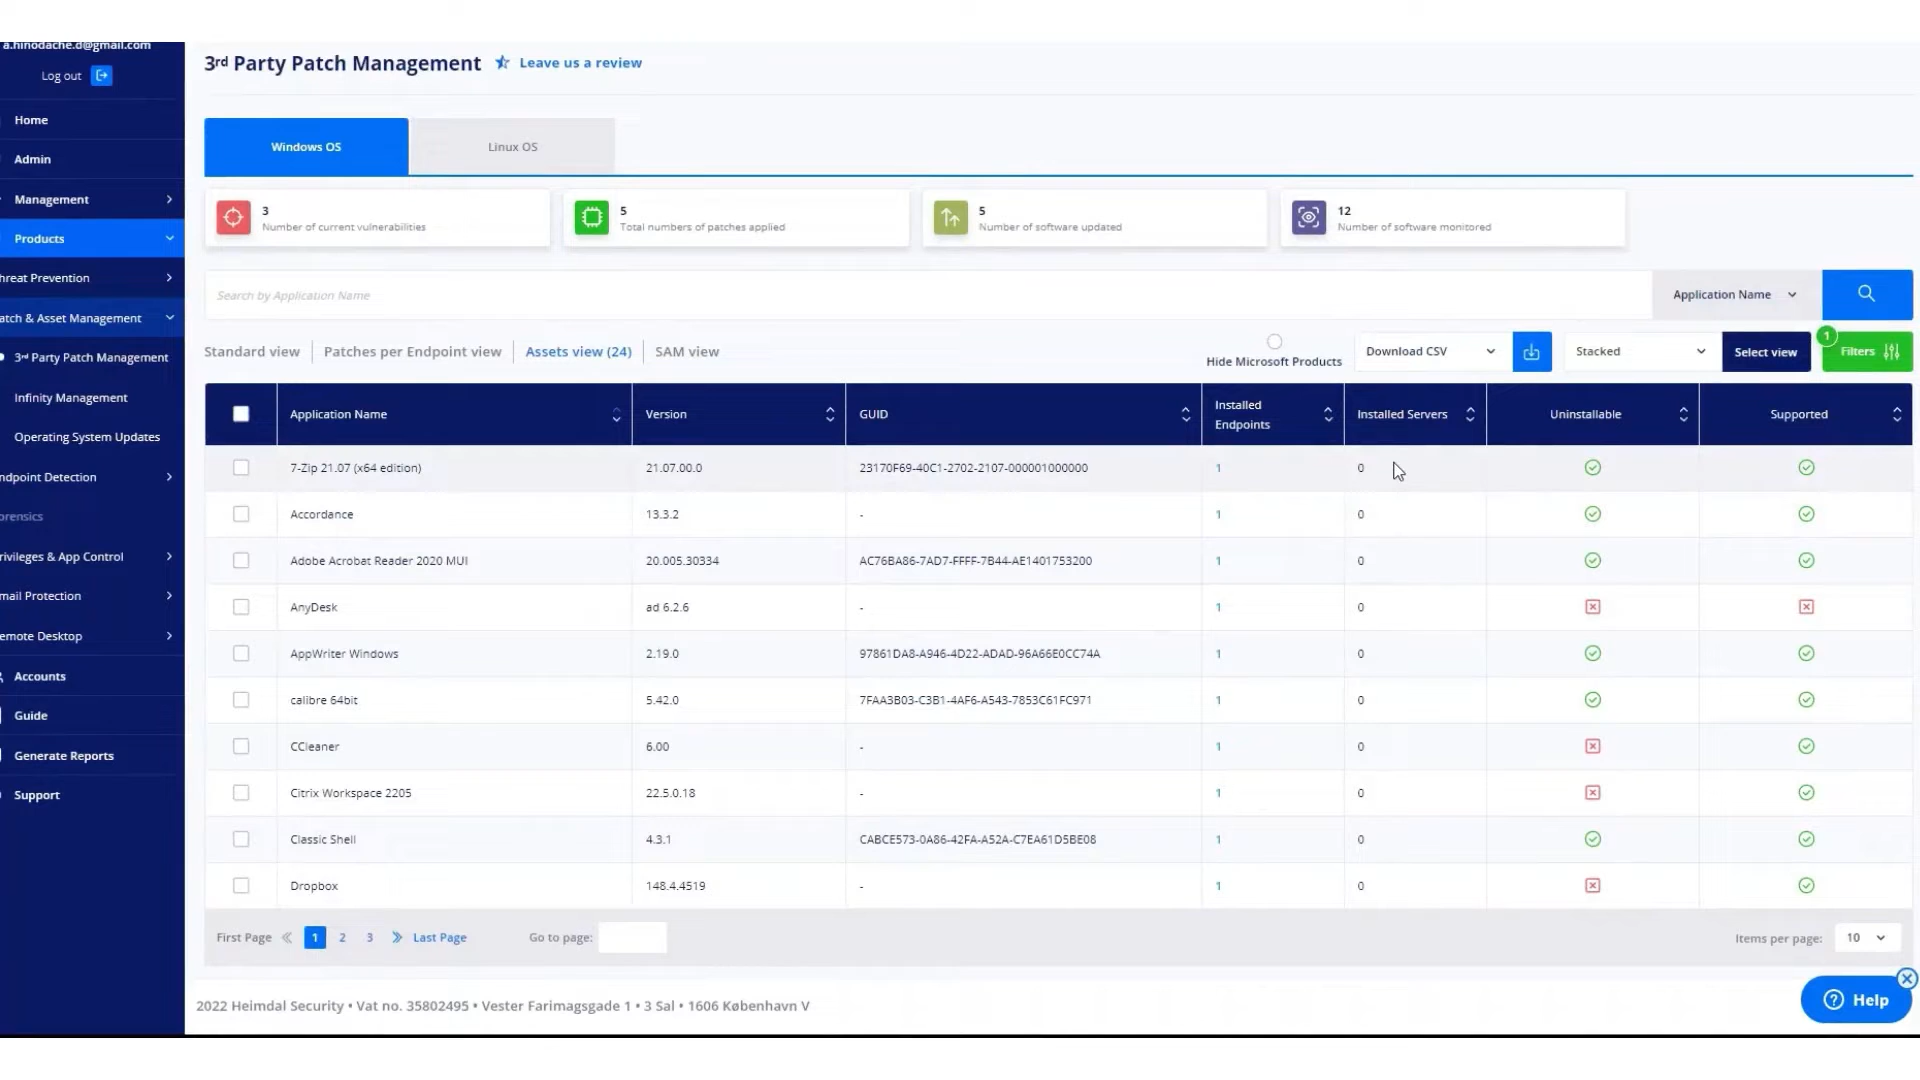 a.hinodache.d@gmail.com
Log out
Home
Admin
Management
Products
hreat Prevention
atch & Asset Management
3rd Party Patch Management
Infinity Management
Operating System Updates
ndpoint Detection
orensics
rivileges & App Control
mail Protection
emote Desktop
Accounts
Guide
Generate Reports
Support
3rd Party Patch Management Leave us a review
Windows OS Linux OS
3
Number of current vulnerabilities
5
Total numbers of patches applied
5
Number of software updated
12
Number of software monitored
Search by Application Name Application Name
Standard view Patches per Endpoint view Assets view (24) SAM view Hide Microsoft Products Download CSV Stacked Select view 1 Filters
Application Name Version GUID Installed Endpoints Installed Servers Uninstallable Supported
7-Zip 21.07 (x64 edition) 21.07.00.0 23170F69-40C1-2702-2107-000001000000 1 0
Accordance 13.3.2 - 1 0
Adobe Acrobat Reader 2020 MUI 20.005.30334 AC76BA86-7AD7-FFFF-7B44-AE1401753200 1 0
AnyDesk ad 6.2.6 - 1 0
AppWriter Windows 2.19.0 97861DA8-A946-4D22-ADAD-96A66E0CC74A 1 0
calibre 64bit 5.42.0 7FAA3B03-C3B1-4AF6-A543-7853C61FC971 1 0
CCleaner 6.00 - 1 0
Citrix Workspace 2205 22.5.0.18 - 1 0
Classic Shell 4.3.1 CABCE573-0A86-42FA-A52A-C7EA61D5BE08 1 0
Dropbox 148.4.4519 - 1 0
First Page 1 2 3 Last Page Go to page: Items per page: 10
2022 Heimdal Security • Vat no. 35802495 • Vester Farimagsgade 1 • 3 Sal • 1606 København V
Help